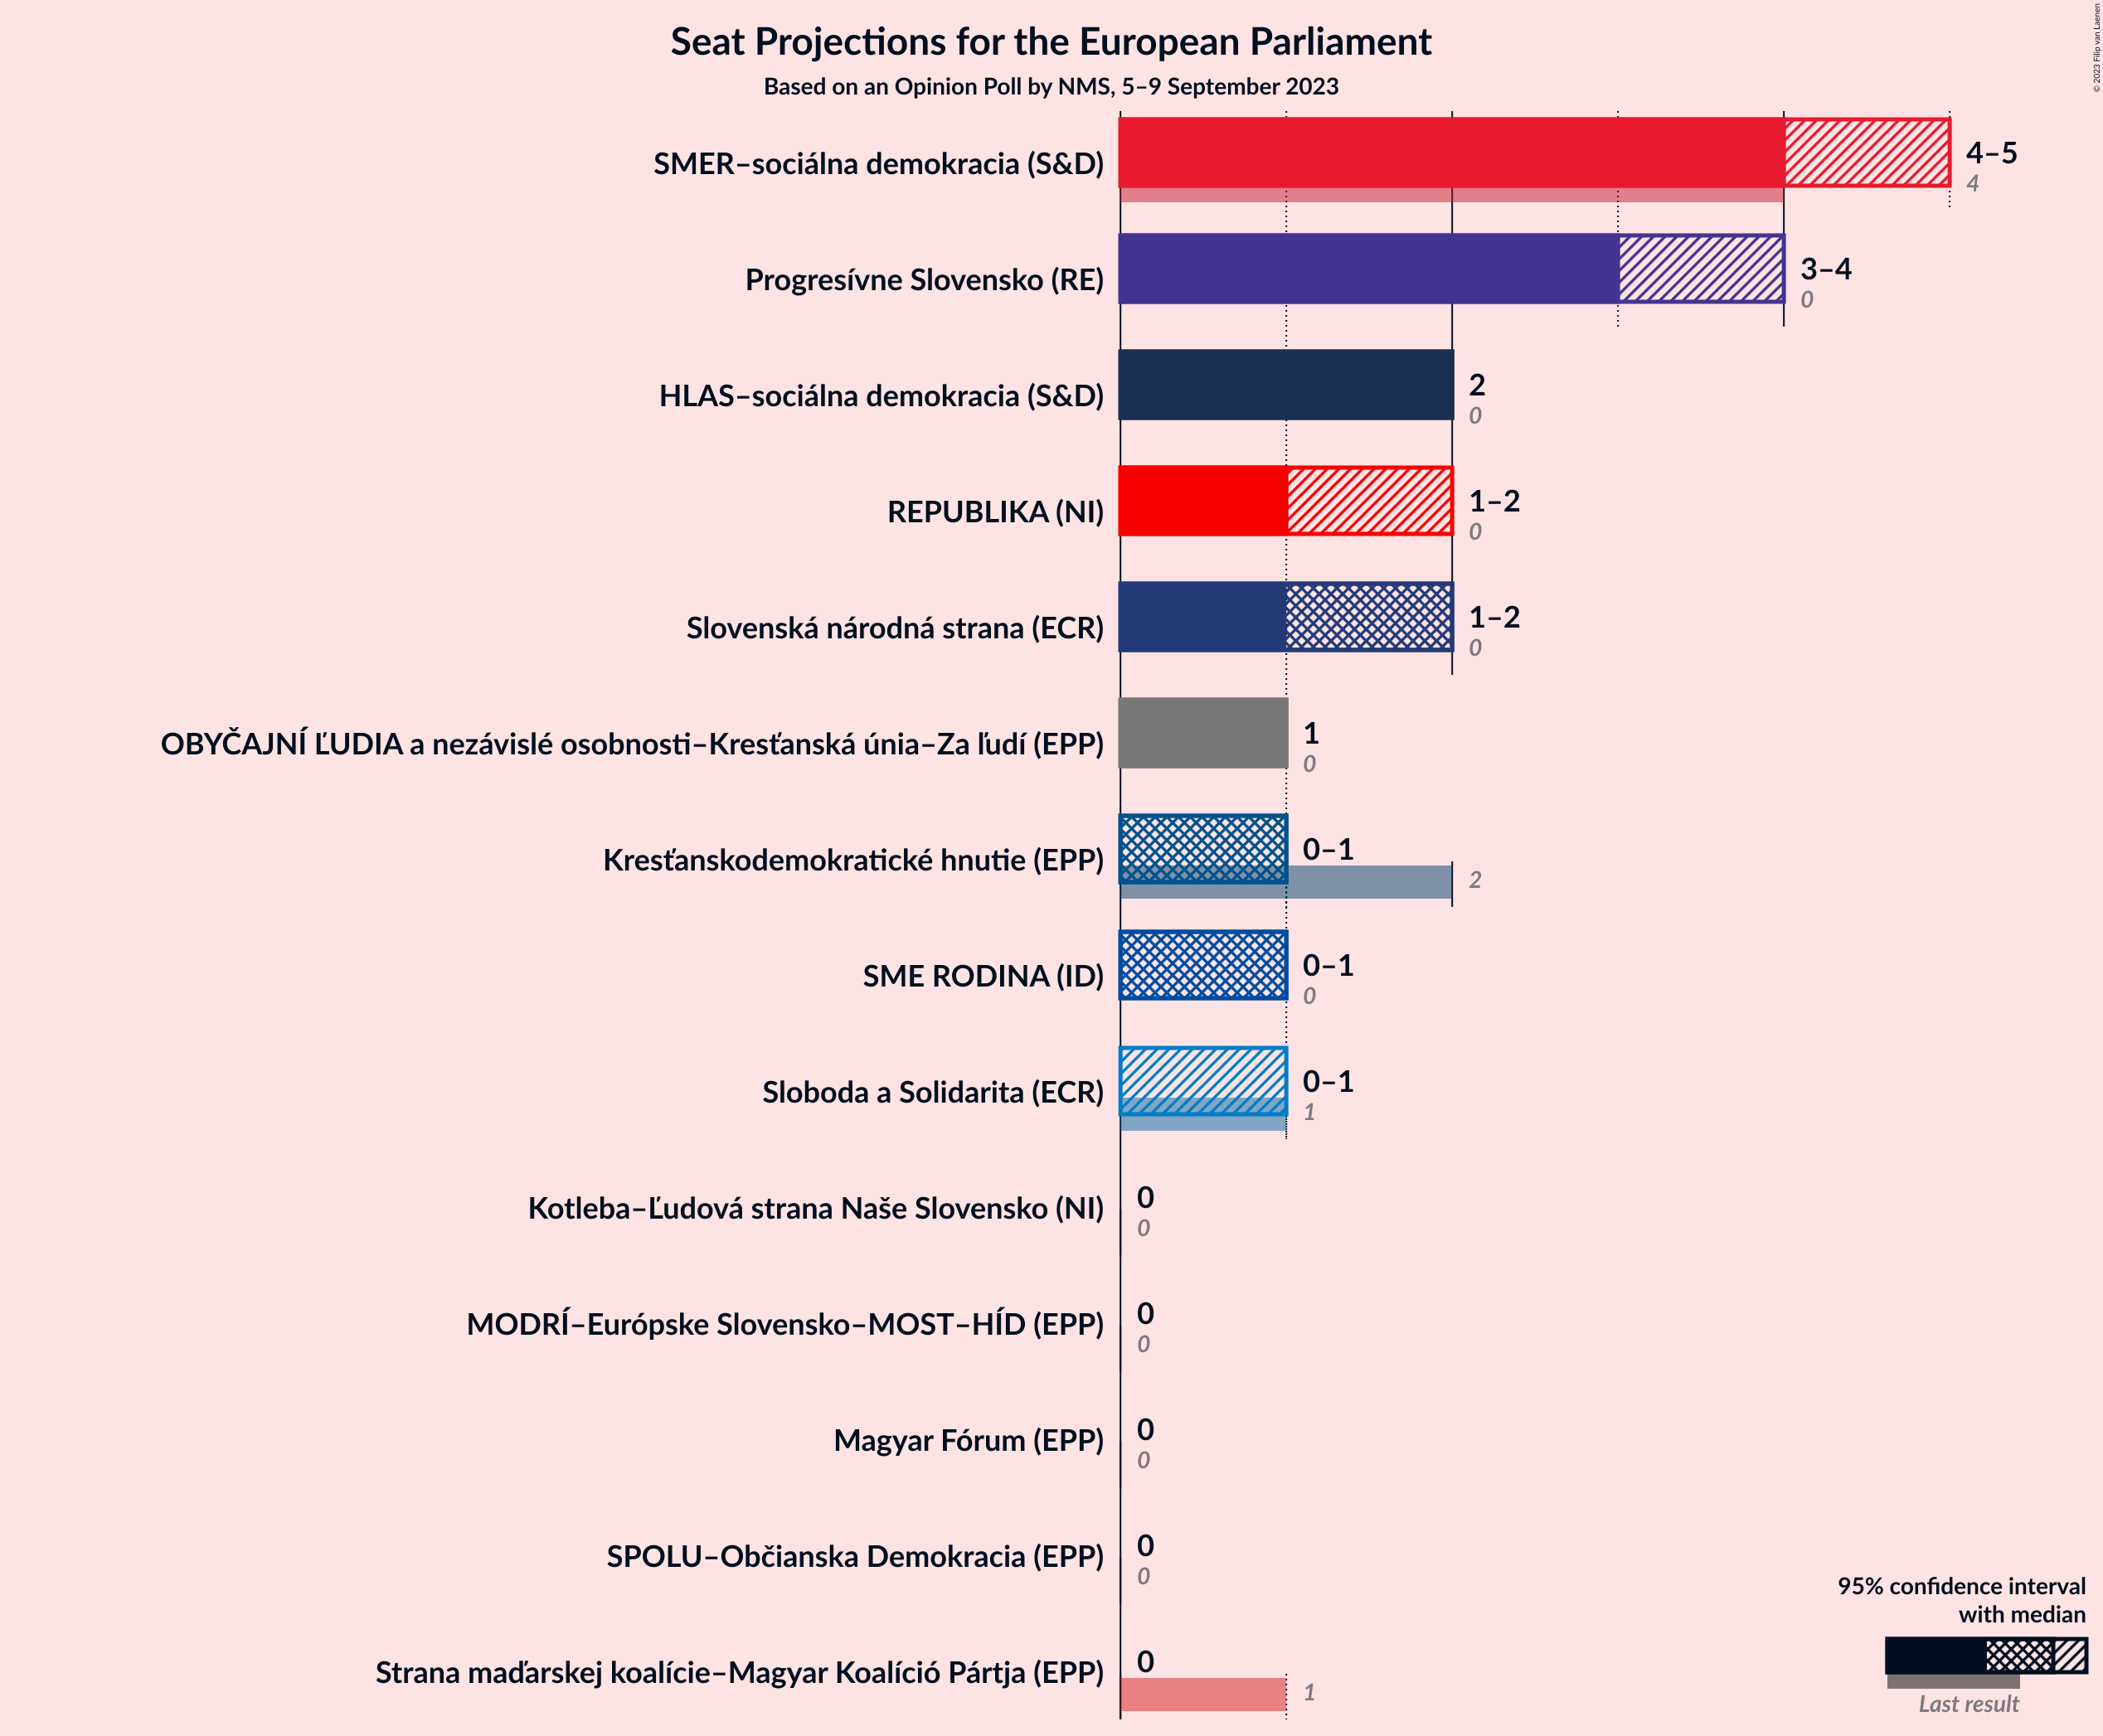 Seat Projections for the European Parliament
Based on an Opinion Poll by NMS, 5–9 September 2023
© 2023 Filip van Laenen
SMER–sociálna demokracia (S&D)
4–5
4
Progresívne Slovensko (RE)
3–4
0
HLAS–sociálna demokracia (S&D)
2
0
REPUBLIKA (NI)
1–2
0
Slovenská národná strana (ECR)
1–2
0
OBYČAJNÍ ĽUDIA a nezávislé osobnosti–Kresťanská únia–Za ľudí (EPP)
1
0
Kresťanskodemokratické hnutie (EPP)
0–1
2
SME RODINA (ID)
0–1
0
Sloboda a Solidarita (ECR)
0–1
1
Kotleba–Ľudová strana Naše Slovensko (NI)
0
0
MODRÍ–Európske Slovensko–MOST–HÍD (EPP)
0
0
Magyar Fórum (EPP)
0
0
SPOLU–Občianska Demokracia (EPP)
0
0
Strana maďarskej koalície–Magyar Koalíció Pártja (EPP)
0
1
95% confidence interval
with median
Last result